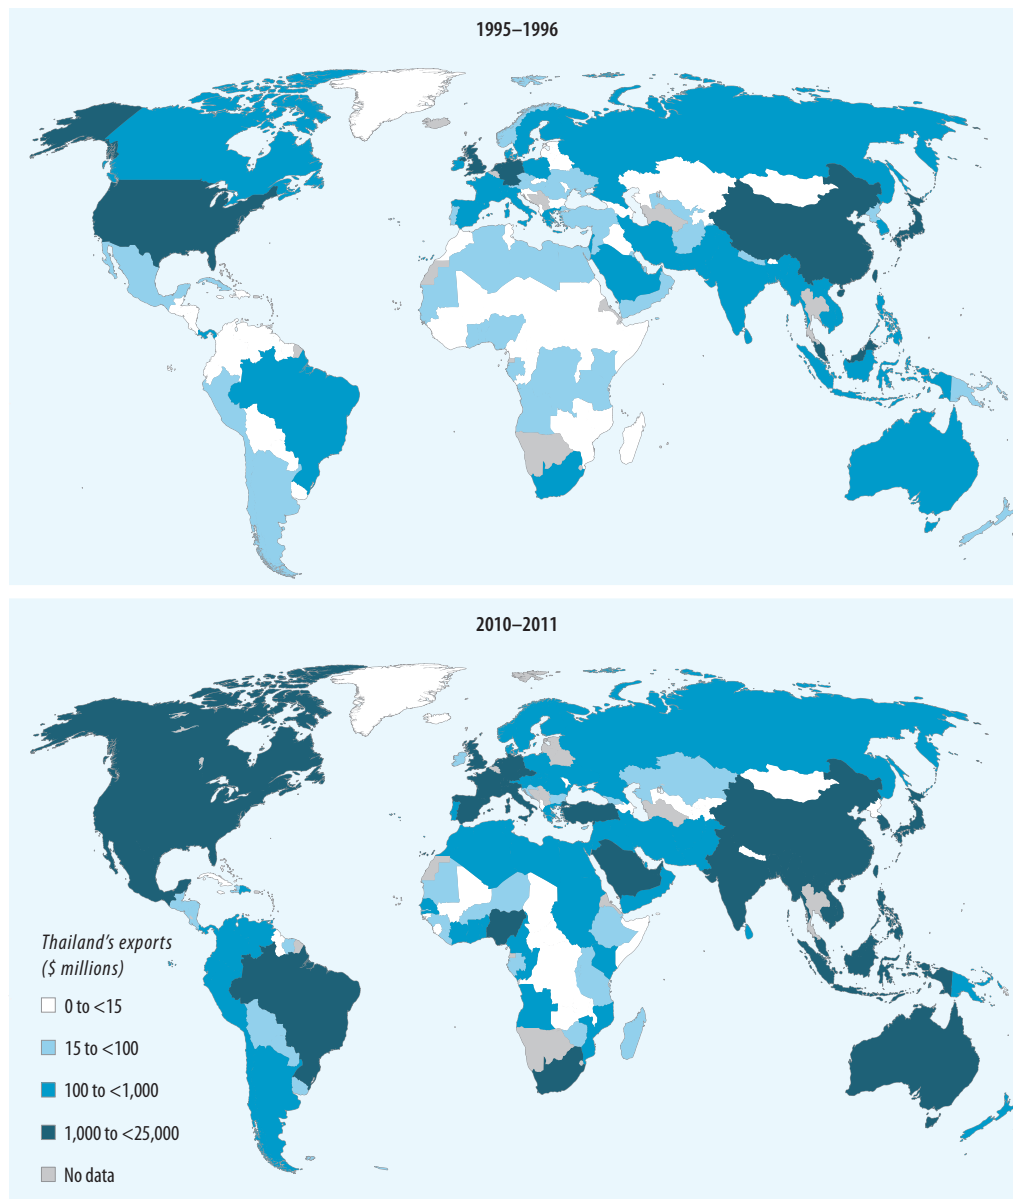 1995–1996
2010–2011
Thailand's exports
($ millions)
0 to <15
15 to <100
100 to <1,000
1,000 to <25,000
No data